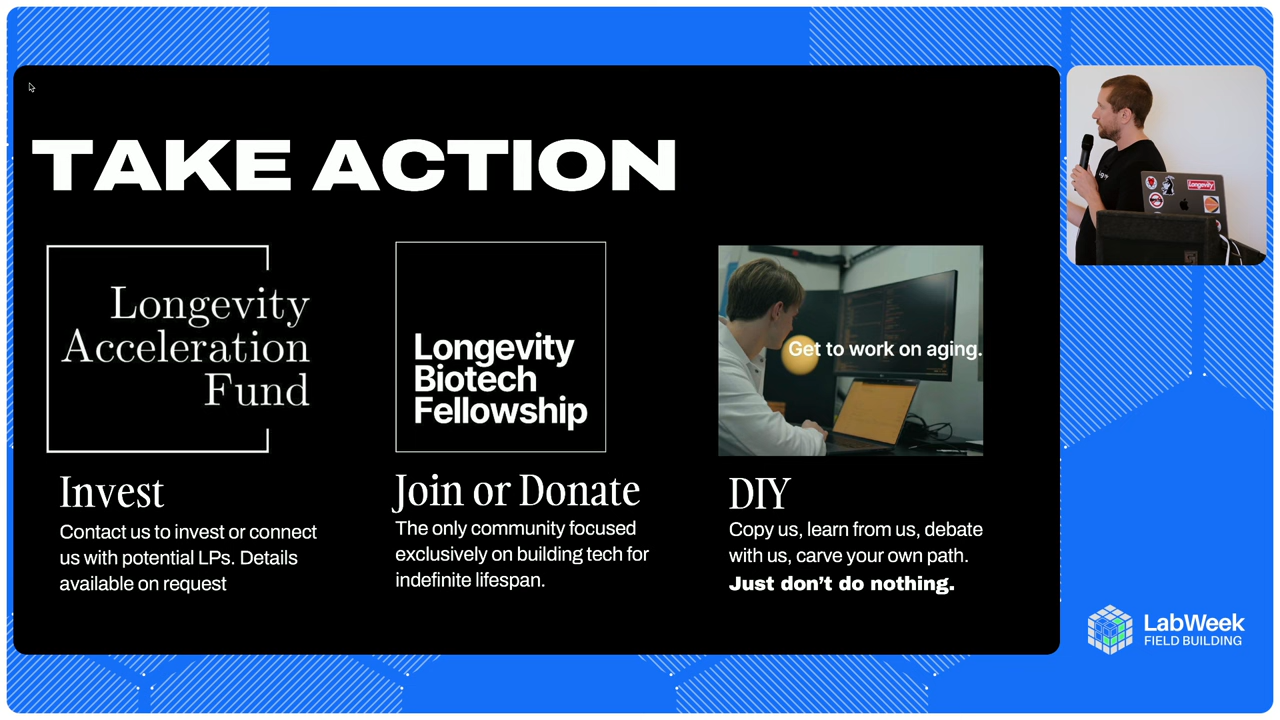 TAKE ACTION
Longevity
Acceleration
Fund
Invest
Contact us to invest or connect
us with potential LPs. Details
available on request
Longevity
Biotech
Fellowship
Join or Donate
The only community focused
exclusively on building tech for
indefinite lifespan.
Get to work on aging.
DIY
Copy us, learn from us, debate
with us, carve your own path.
Just don’t do nothing.
Longevity
LabWeek
FIELD BUILDING